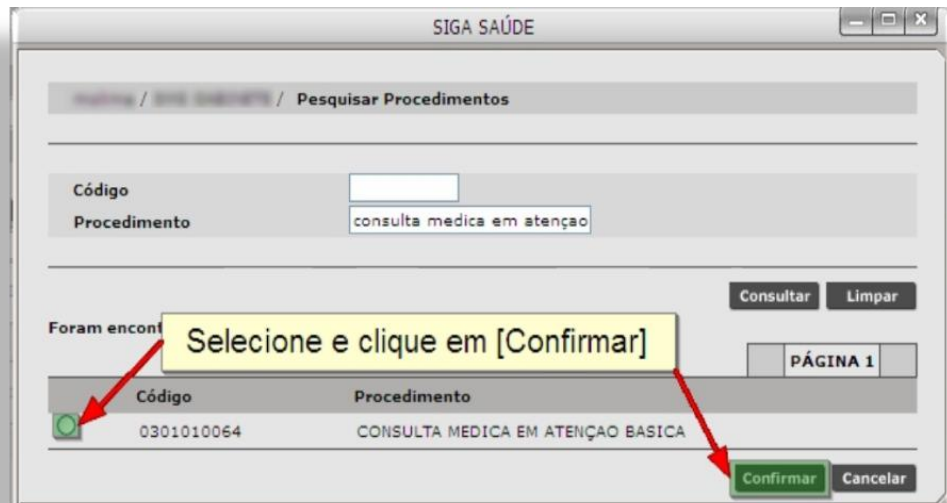 SIGA SAÚDE
/ / Pesquisar Procedimentos
Código
Procedimento consulta medica em atençao
Consultar Limpar
Foram encont
Selecione e clique em [Confirmar]
PÁGINA 1
Código Procedimento
0301010064 CONSULTA MEDICA EM ATENÇAO BASICA
Confirmar Cancelar